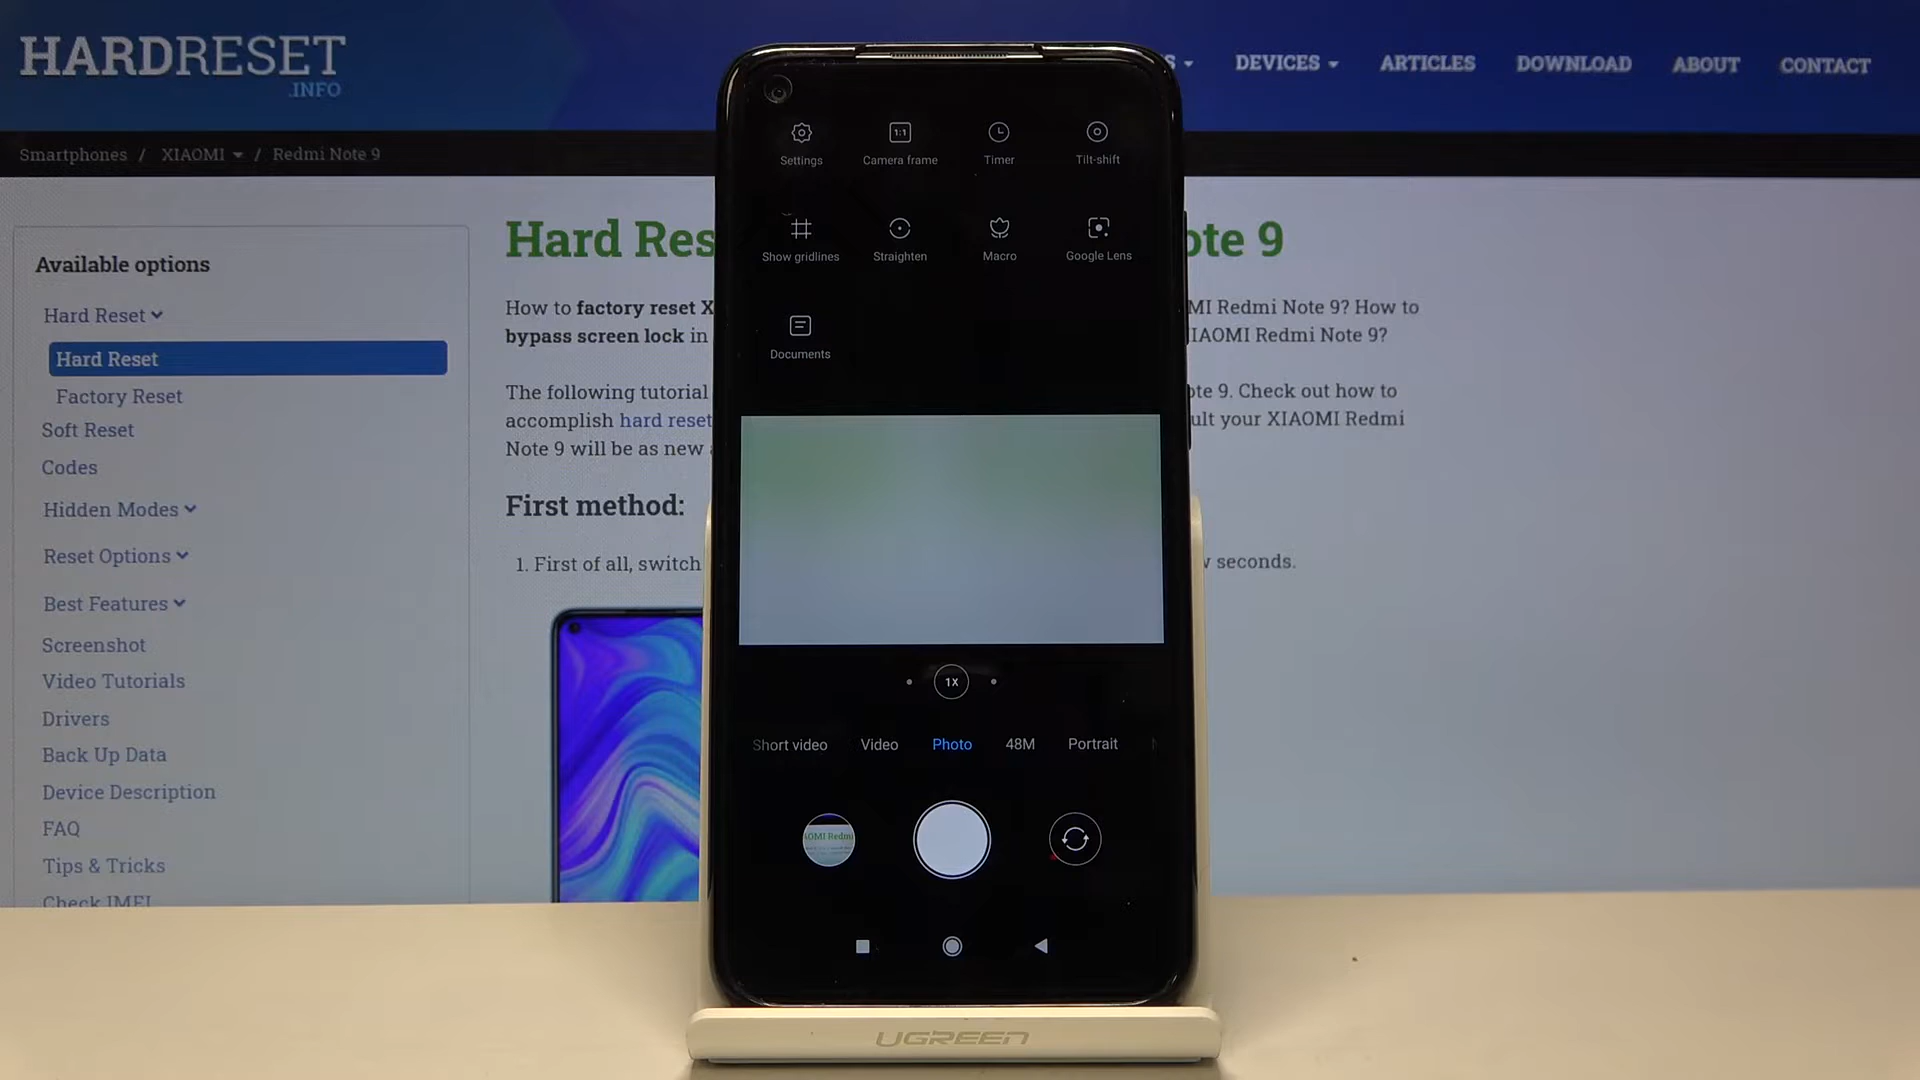 HARDRESET
.INFO
S
DEVICES
ARTICLES
DOWNLOAD
ABOUT
CONTACT
Smartphones / XIAOMI / Redmi Note 9
Available options
Hard Reset
Hard Reset
Factory Reset
Soft Reset
Codes
Hidden Modes
Reset Options
Best Features
Screenshot
Video Tutorials
Drivers
Back Up Data
Device Description
FAQ
Tips & Tricks
Check IMEI
Hard Res
ote 9
How to factory reset X
MI Redmi Note 9? How to
bypass screen lock in
IAOMI Redmi Note 9?
The following tutorial
ote 9. Check out how to
accomplish hard reset
ult your XIAOMI Redmi
Note 9 will be as new
First method:
1. First of all, switch
w seconds.
Settings
Camera frame
1:1
Timer
Tilt-shift
Show gridlines
Straighten
Macro
Google Lens
Documents
1X
Short video
Video
Photo
48M
Portrait
OMI Redm
UGREEN